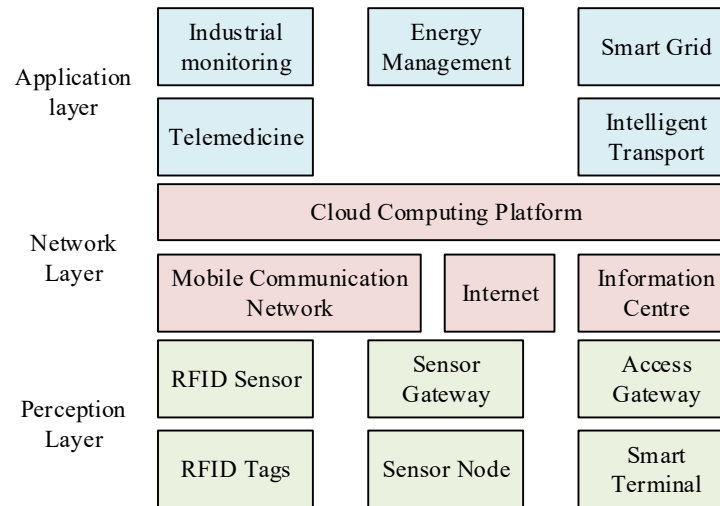 Application
layer
Industrial
monitoring
Energy
Management
Smart Grid
Telemedicine
Intelligent
Transport
Network
Layer
Cloud Computing Platform
Mobile Communication
Network
Internet
Information
Centre
Perception
Layer
RFID Sensor
Sensor
Gateway
Access
Gateway
RFID Tags
Sensor Node
Smart
Terminal